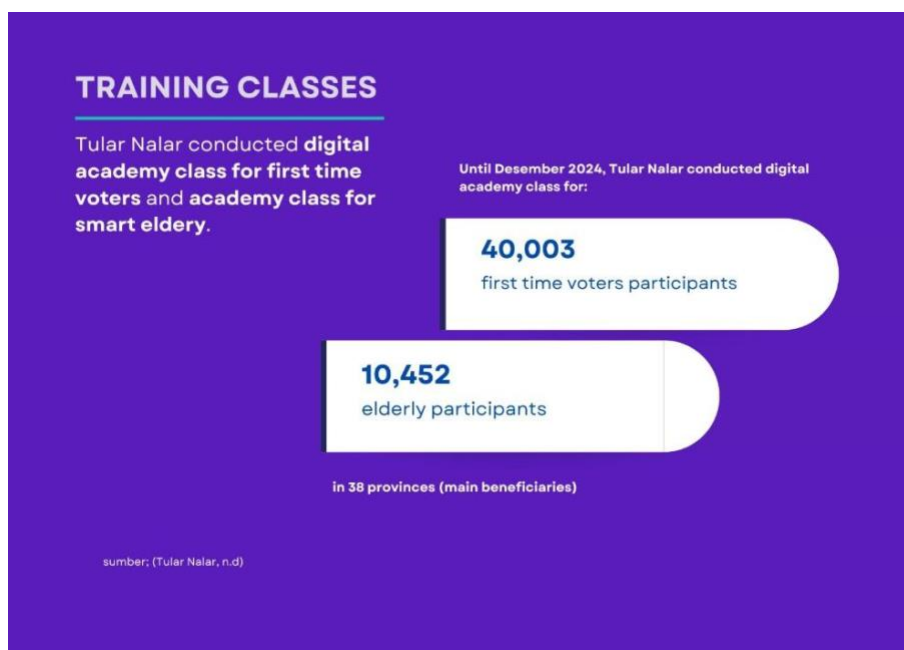 TRAINING CLASSES
Tular Nalar conducted digital
academy class for first time
voters and academy class for
smart eldery.
Until Desember 2024, Tular Nalar conducted digital
academy class for:
40,003
first time voters participants
10,452
elderly participants
in 38 provinces (main beneficiaries)
sumber; (Tular Nalar, n.d)